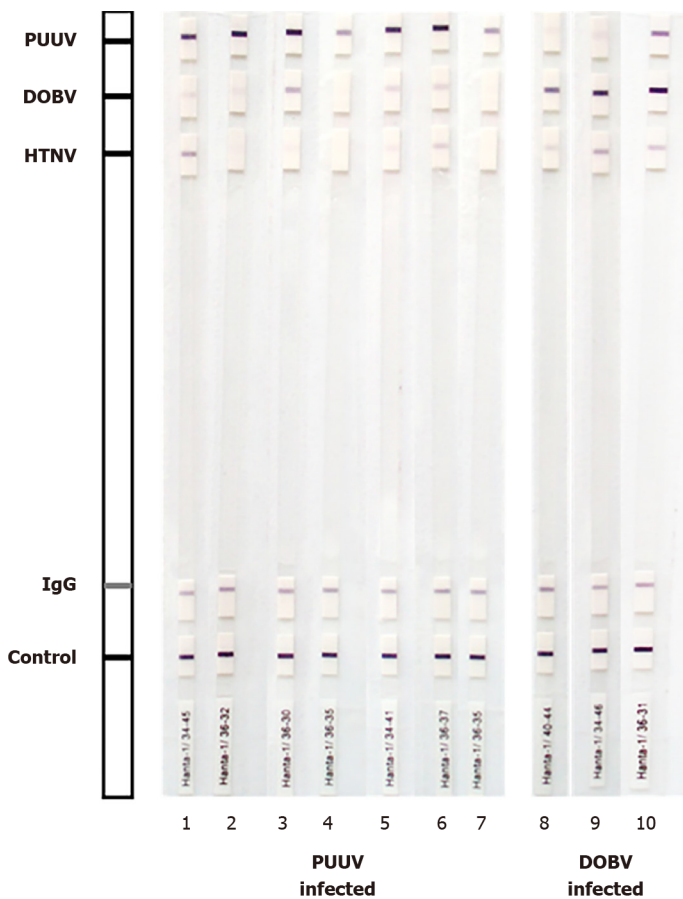 PUUV
DOBV
HTNV
IgG
Control
Hanta-1/ 34-45
Hanta-1/ 36-32
Hanta-1/ 36-30
Hanta-1/ 36-35
Hanta-1/ 34-41
Hanta-1/ 36-37
Hanta-1/ 36-35
Hanta-1/ 40-44
Hanta-1/ 34-46
Hanta-1/ 36-31
1 2 3 4 5 6 7 8 9 10
PUUV
infected
DOBV
infected